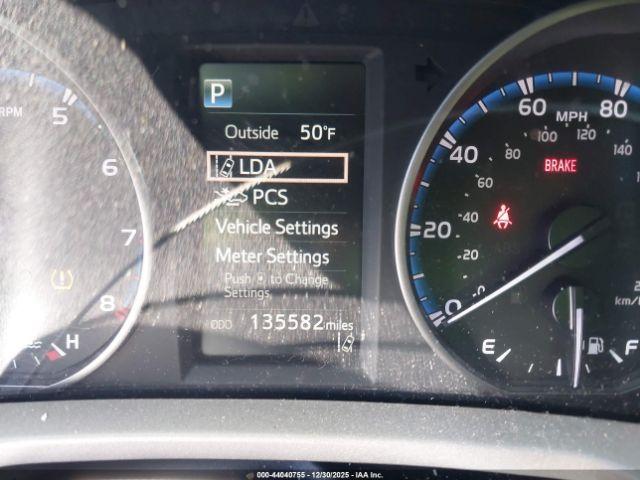 RPM
5
6
7
8
H
P
Outside 50°F
LDA
PCS
Vehicle Settings
Meter Settings
Push to Change
Settings
ODO 135582 miles
0
20
40
60
80
MPH
0
20
40
60
80
100
120
140
BRAKE
km/
E
F
000-44040755 - 12/30/2025 - IAA Inc.